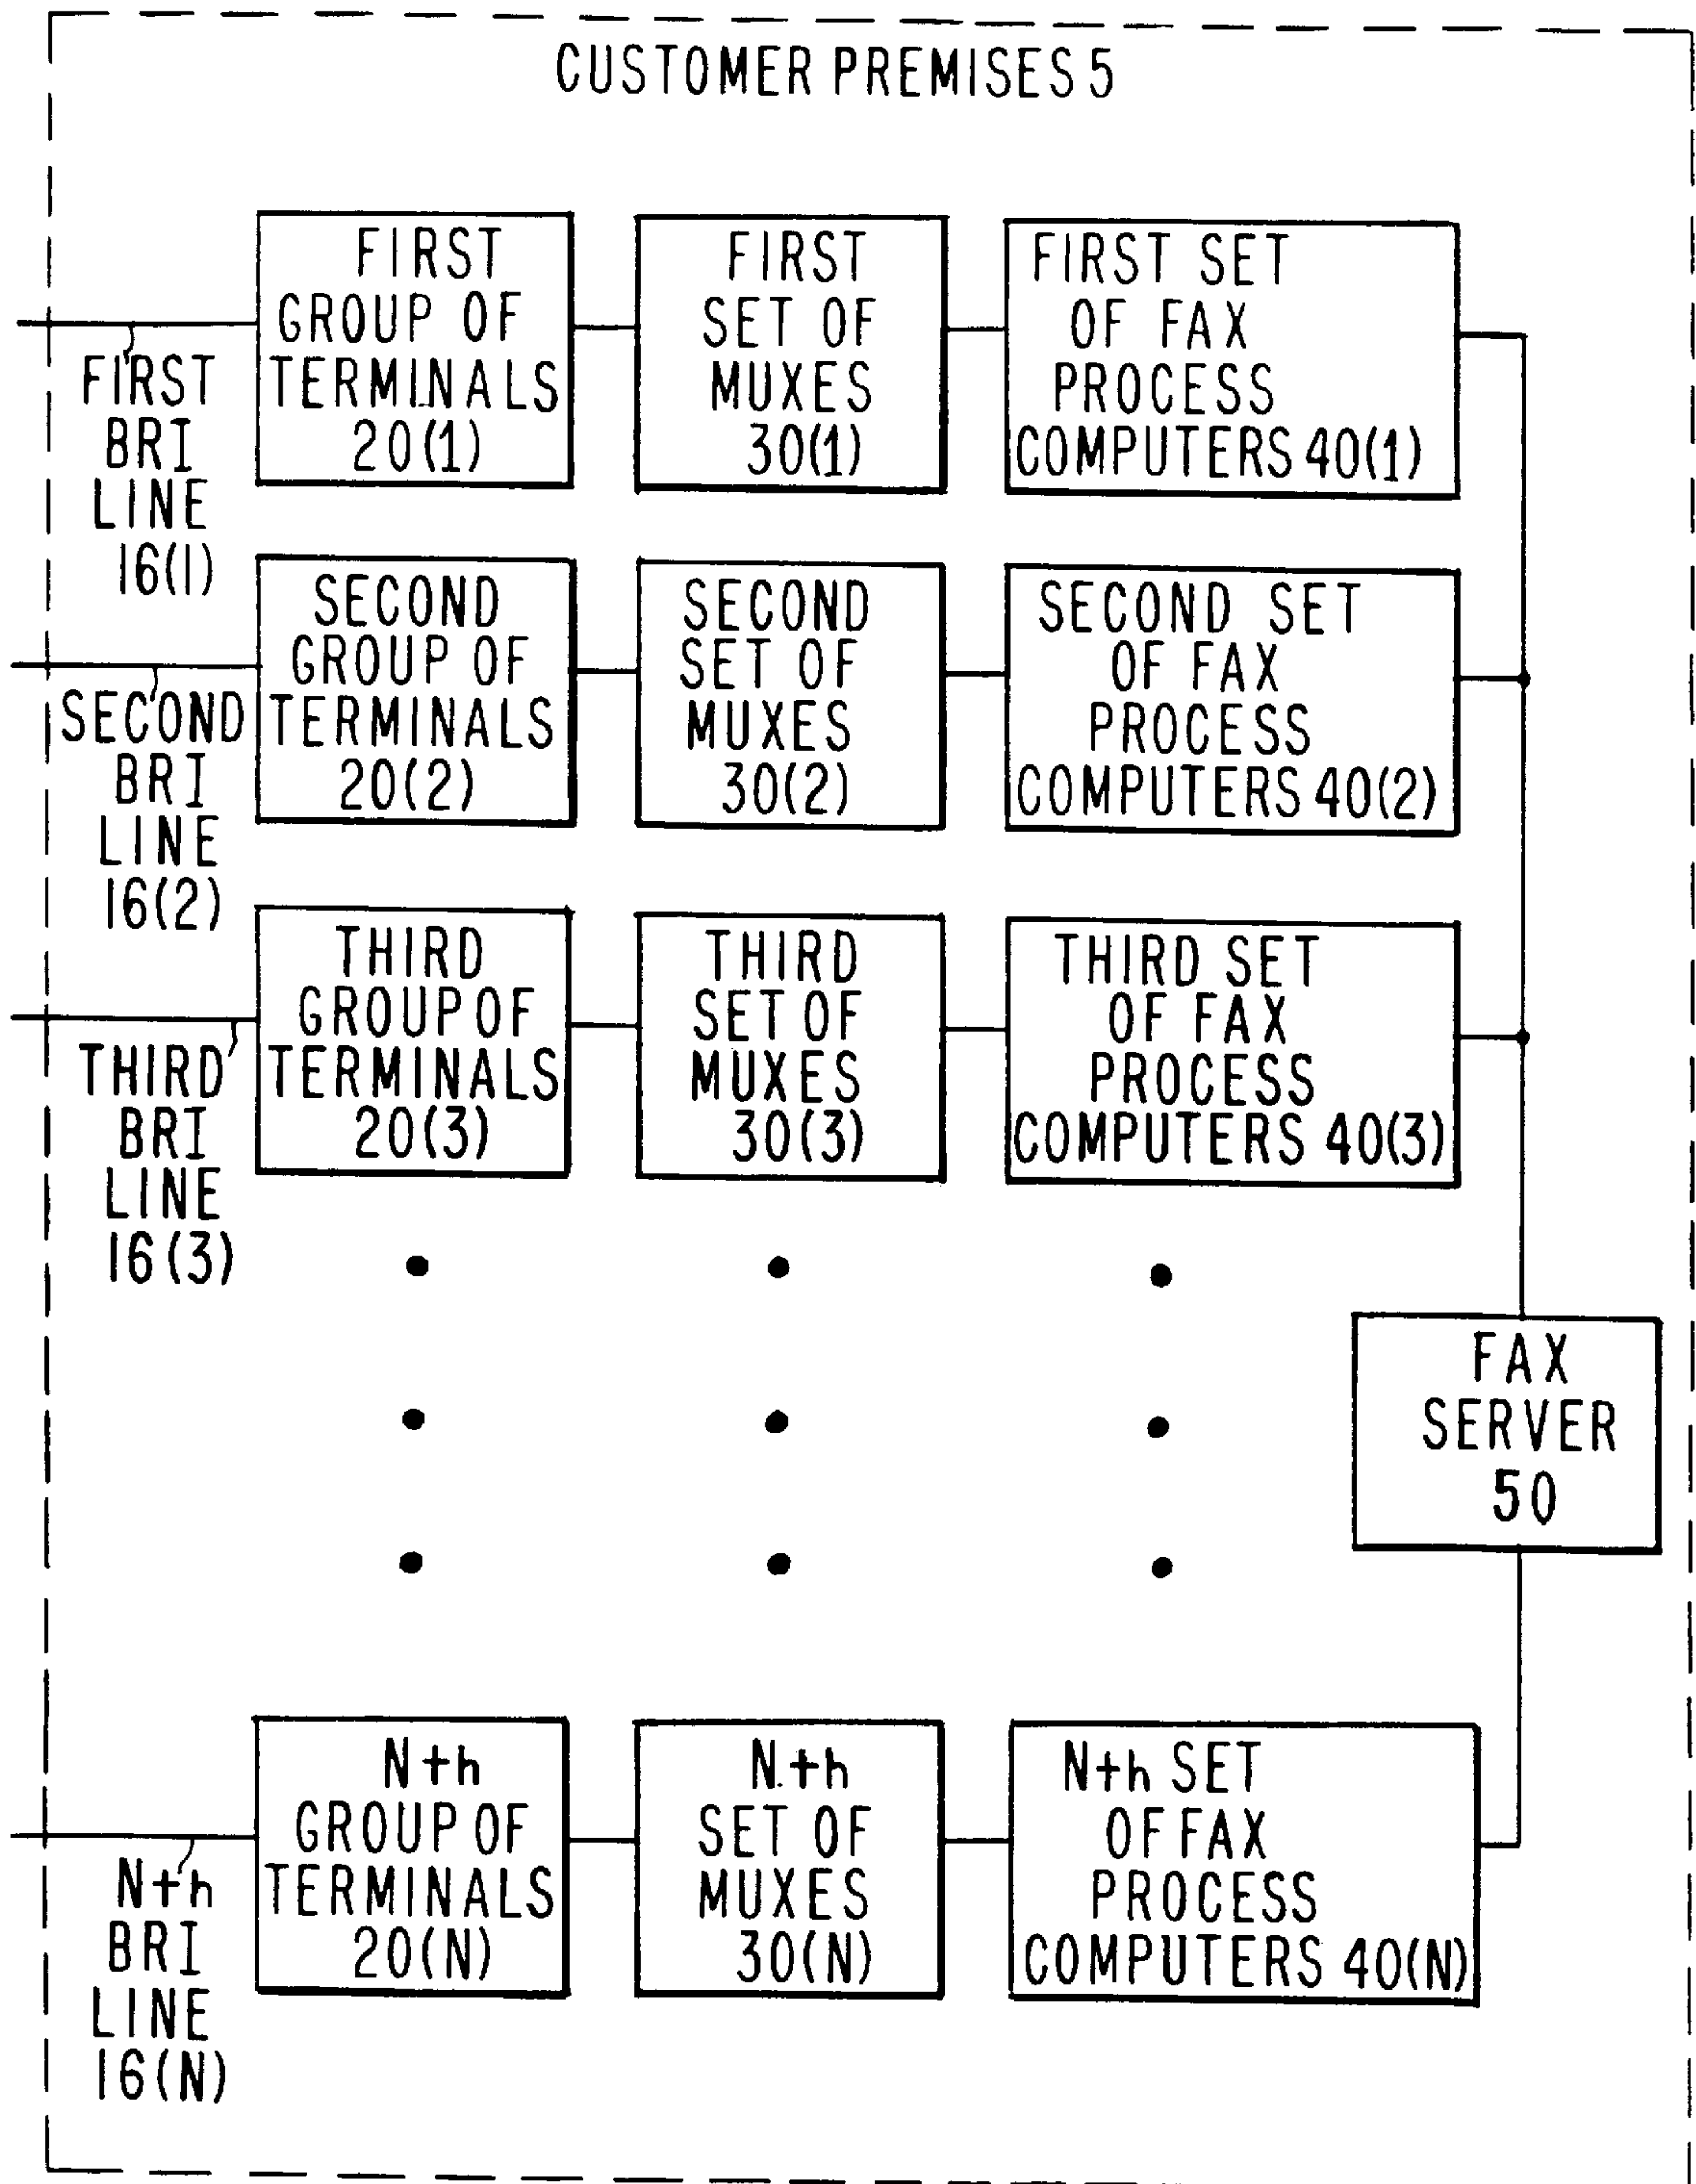 CUSTOMER PREMISES 5
FIRST
GROUP OF
TERMINALS
20(1)
FIRST
SET OF
MUXES
30(1)
FIRST SET
OF FAX
PROCESS
COMPUTERS 40(1)
FIRST
BRI
LINE
16(1)
SECOND
GROUP OF
TERMINALS
20(2)
SECOND
SET OF
MUXES
30(2)
SECOND SET
OF FAX
PROCESS
COMPUTERS 40(2)
SECOND
BRI
LINE
16(2)
THIRD
GROUP OF
TERMINALS
20(3)
THIRD
SET OF
MUXES
30(3)
THIRD SET
OF FAX
PROCESS
COMPUTERS 40(3)
THIRD
BRI
LINE
16(3)
FAX
SERVER
50
Nth
GROUP OF
TERMINALS
20(N)
Nth
SET OF
MUXES
30(N)
Nth SET
OF FAX
PROCESS
COMPUTERS 40(N)
Nth
BRI
LINE
16(N)